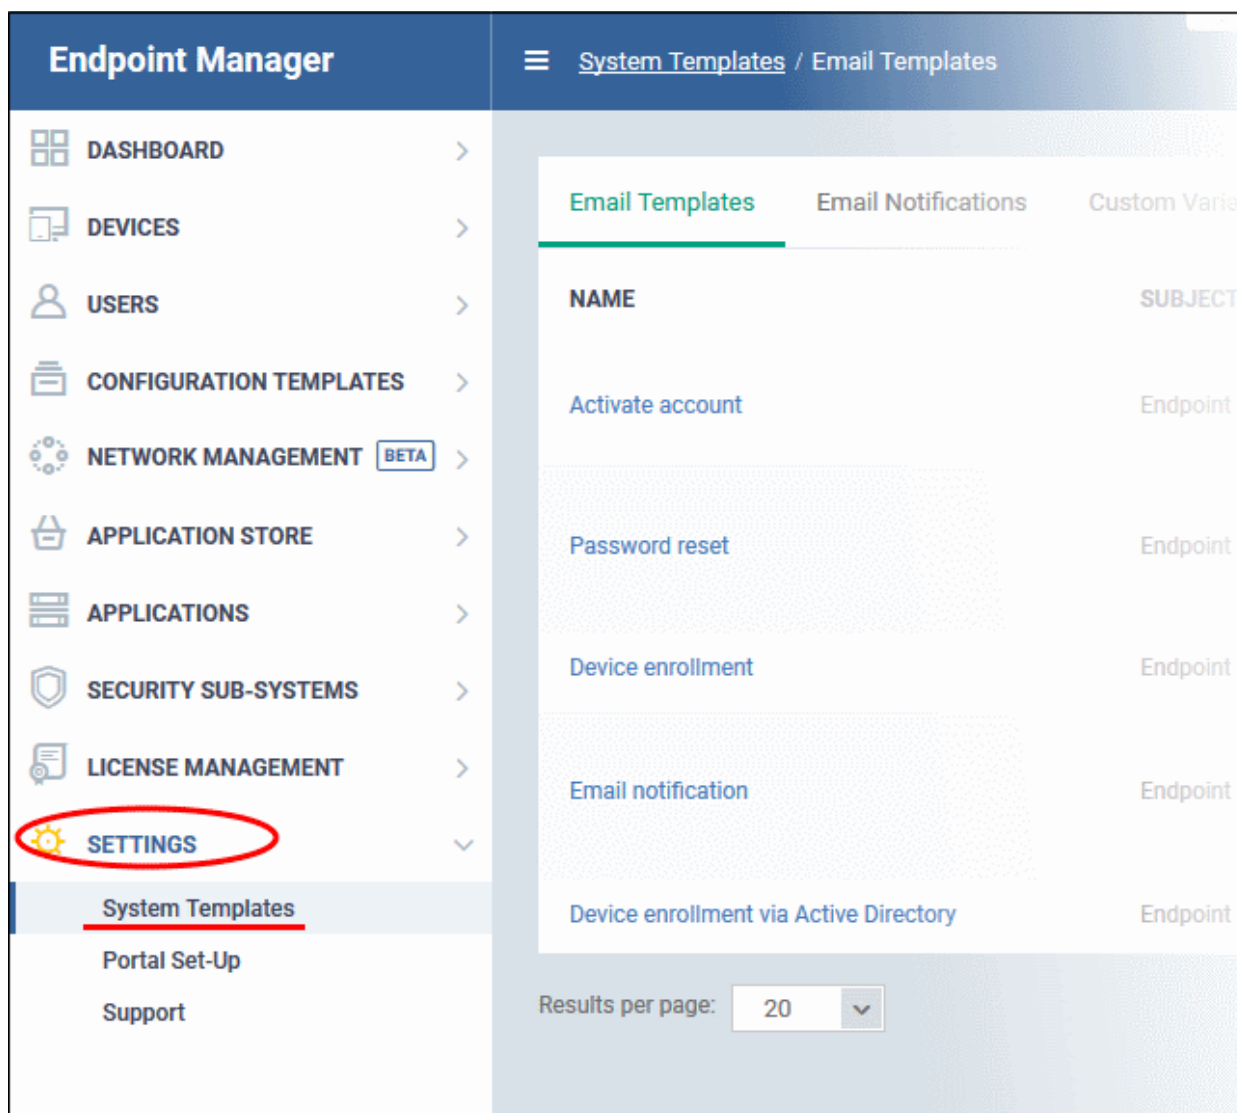 Endpoint Manager
System Templates / Email Templates
DASHBOARD
DEVICES
USERS
CONFIGURATION TEMPLATES
NETWORK MANAGEMENT BETA
APPLICATION STORE
APPLICATIONS
SECURITY SUB-SYSTEMS
LICENSE MANAGEMENT
SETTINGS
System Templates
Portal Set-Up
Support
Email Templates Email Notifications Custom
NAME SUBJECT
Activate account Endpoint
Password reset Endpoint
Device enrollment Endpoint
Email notification Endpoint
Device enrollment via Active Directory Endpoint
Results per page: 20